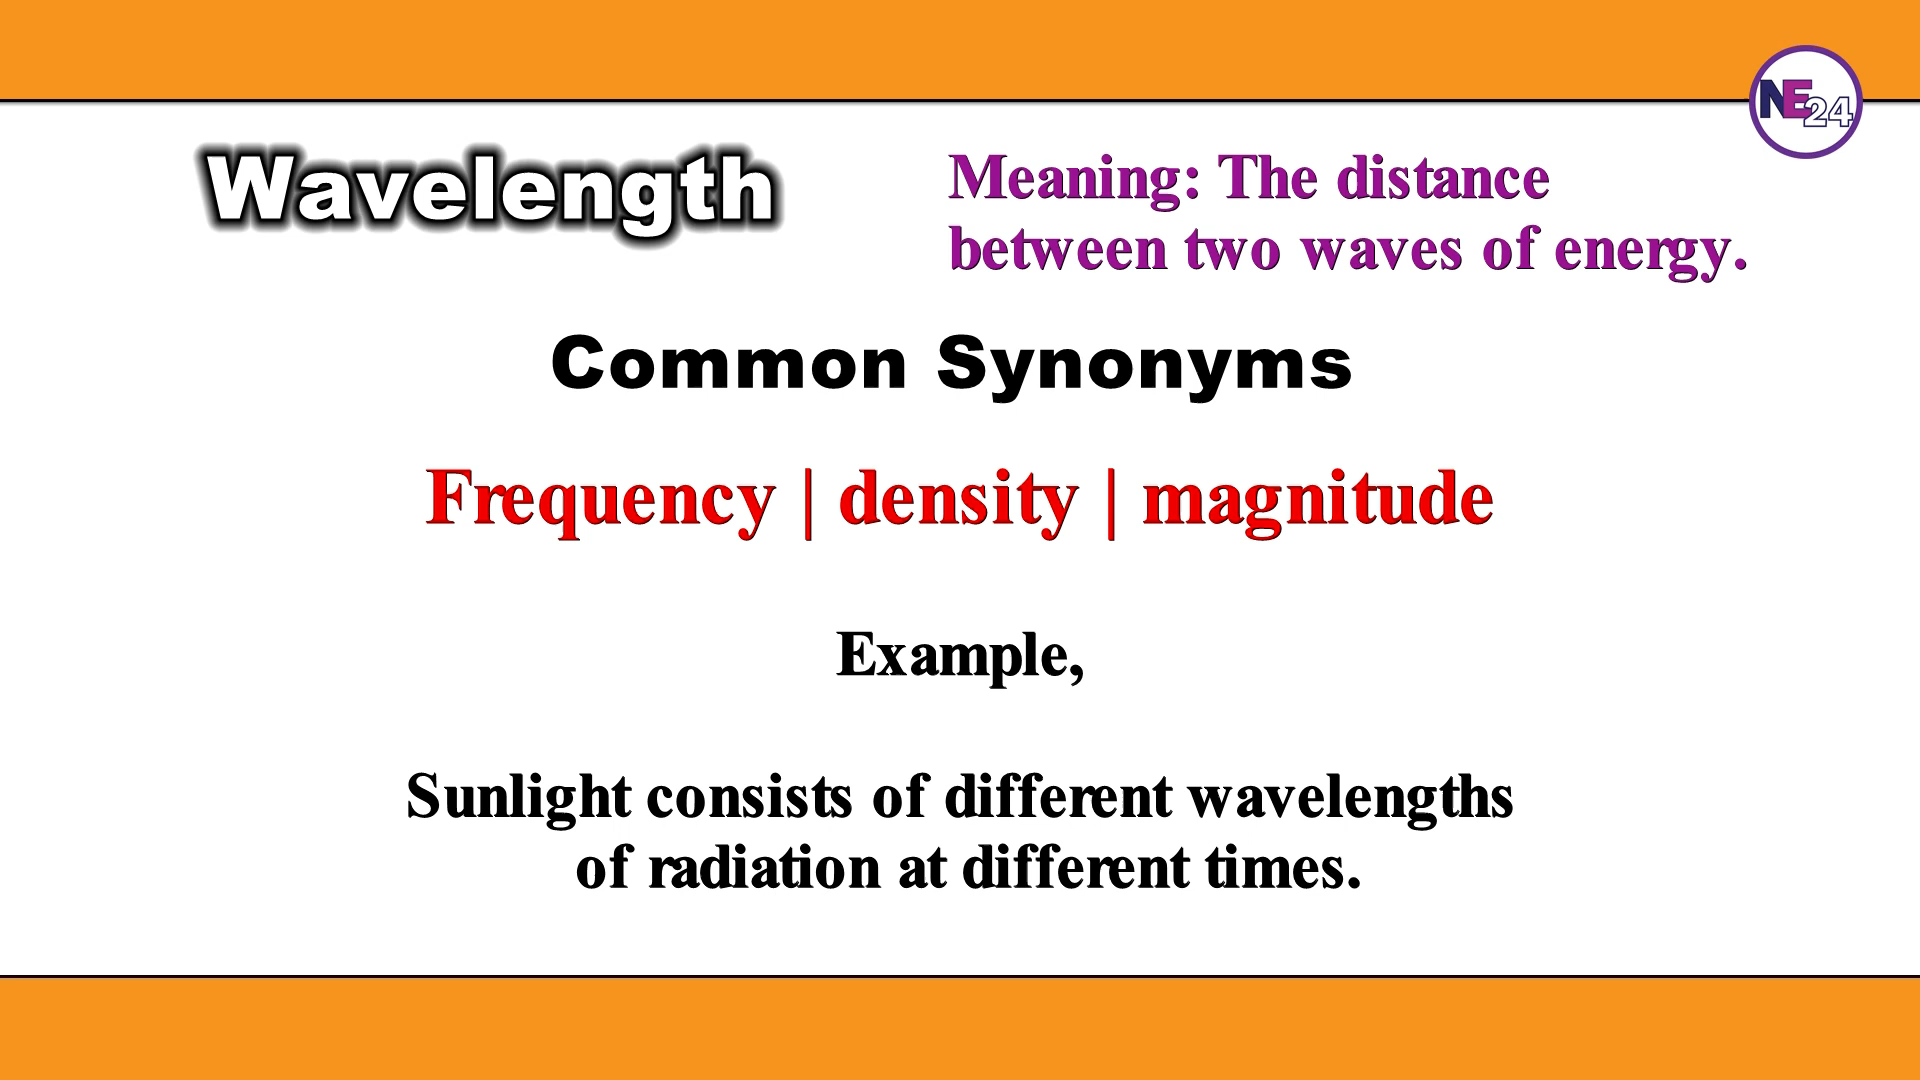 NE24
Wavelength
Meaning: The distance
between two waves of energy.
Common Synonyms
Frequency | density | magnitude
Example,
Sunlight consists of different wavelengths
of radiation at different times.